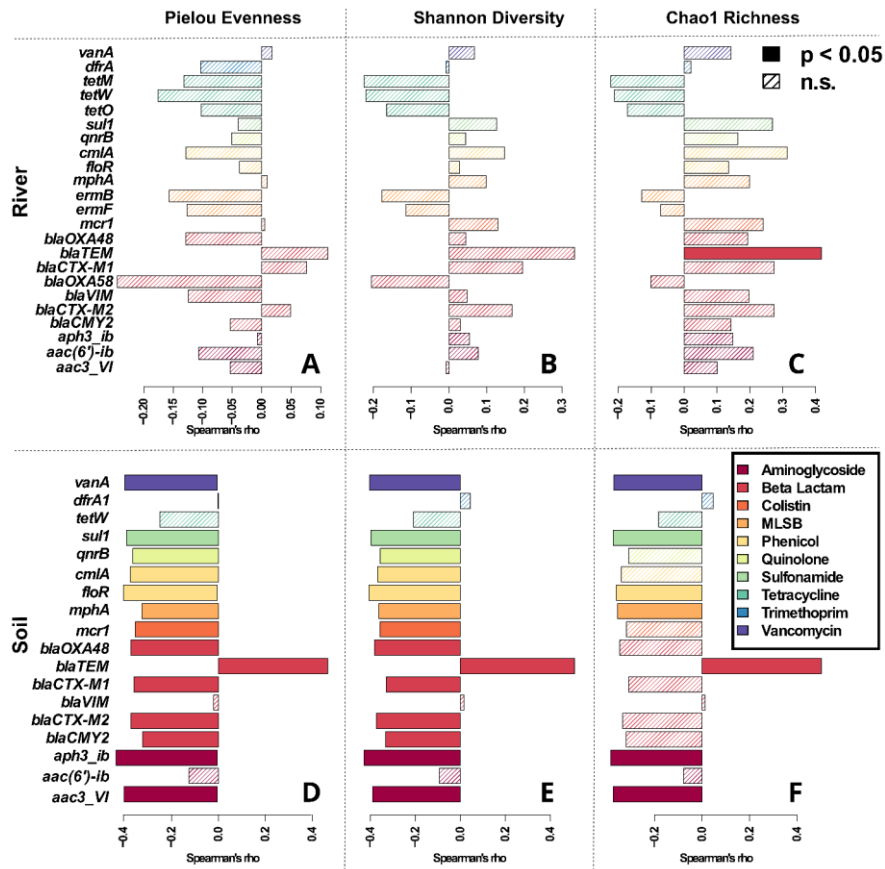 Pielou Evenness
Shannon Diversity
Chao1 Richness
River
vanA
dfrA
tetM
tetW
tetO
sul1
qnrB
cmlA
floR
mphA
ermB
ermF
mcr1
blaOXA48
blaTEM
blaCTX-M1
blaOXA58
blaVIM
blaCTX-M2
blaCMY2
aph3_ib
aac(6')-ib
aac3_VI
p < 0.05
n.s.
A
B
C
-0.20 -0.15 -0.10 -0.05 0.00 0.05 0.10
Spearman's rho
-0.2 -0.1 0.0 0.1 0.2 0.3
Spearman's rho
-0.2 -0.1 0.0 0.1 0.2 0.3 0.4
Spearman's rho
Soil
vanA
dfrA1
tetW
sul1
qnrB
cmlA
floR
mphA
mcr1
blaOXA48
blaTEM
blaCTX-M1
blaVIM
blaCTX-M2
blaCMY2
aph3_ib
aac(6')-ib
aac3_VI
Aminoglycoside
Beta Lactam
Colistin
MLSB
Phenicol
Quinolone
Sulfonamide
Tetracycline
Trimethoprim
Vancomycin
D
E
F
-0.4 -0.2 0.0 0.2 0.4
Spearman's rho
-0.4 -0.2 0.0 0.2 0.4
Spearman's rho
-0.2 0.0 0.2 0.4
Spearman's rho